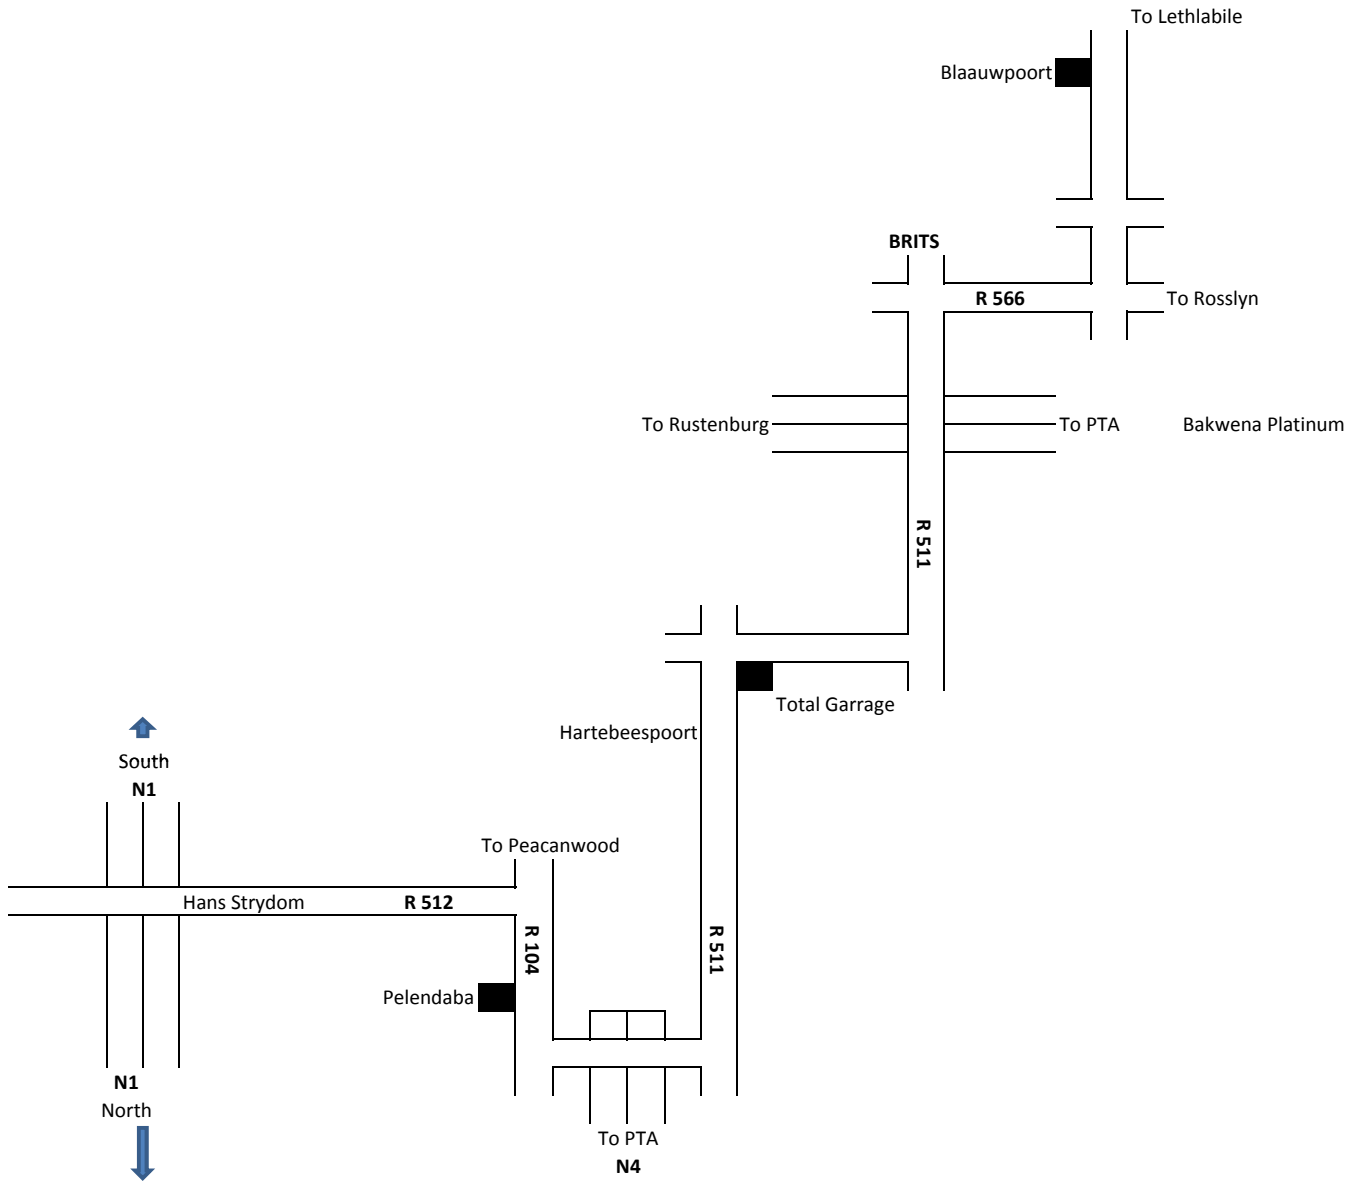 To Lethlabile
Blaauwpoort
BRITS
R 566
To Rosslyn
To Rustenburg
To PTA
Bakwena Platinum
R 511
Total Garrage
Hartebeespoort
South
N1
To Peacanwood
Hans Strydom
R 512
R 104
R 511
Pelendaba
N1
North
To PTA
N4